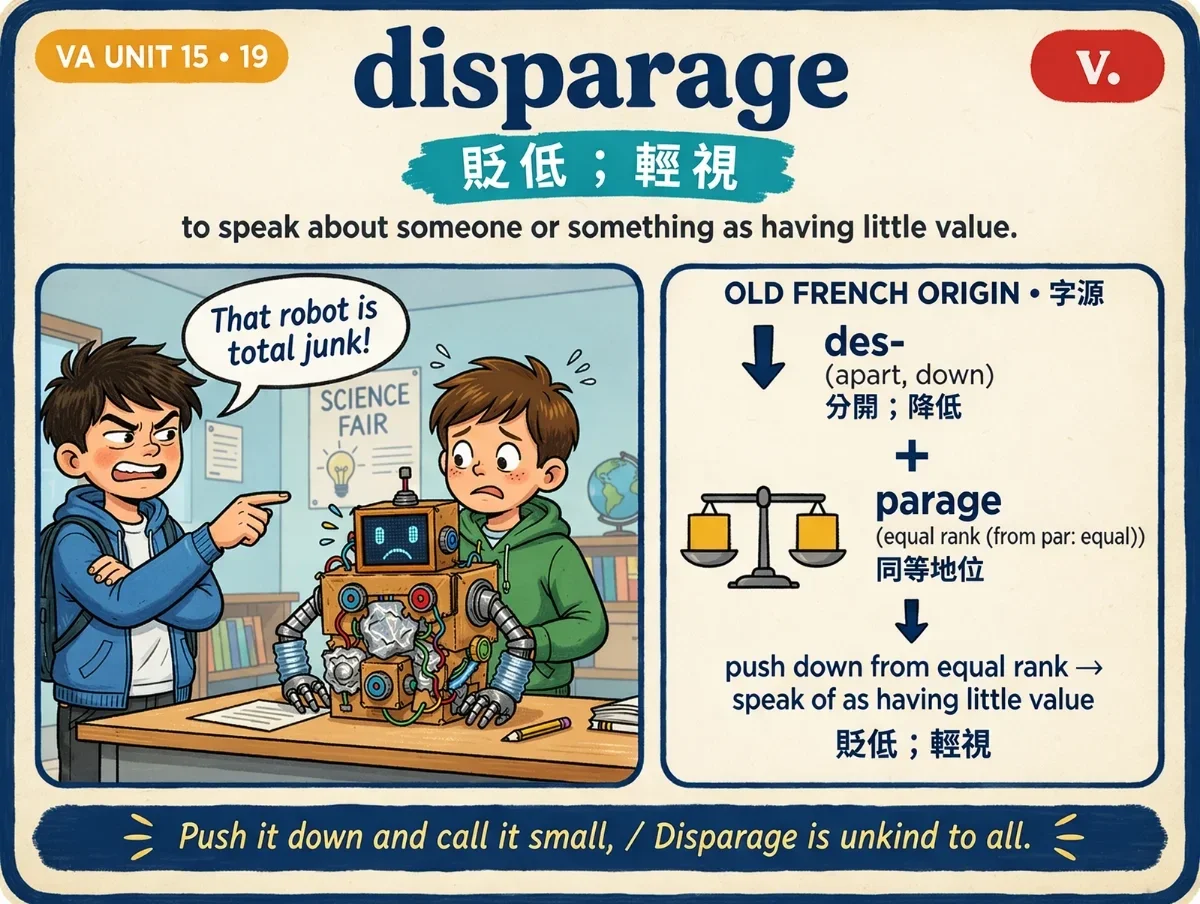 VA UNIT 15 • 19
disparage
v.
貶低；輕視
to speak about someone or something as having little value.
That robot is
total junk!
SCIENCE
FAIR
OLD FRENCH ORIGIN • 字源
des-
(apart, down)
分開；降低
+
parage
(equal rank (from par: equal))
同等地位
push down from equal rank →
speak of as having little value
貶低；輕視
Push it down and call it small, / Disparage is unkind to all.